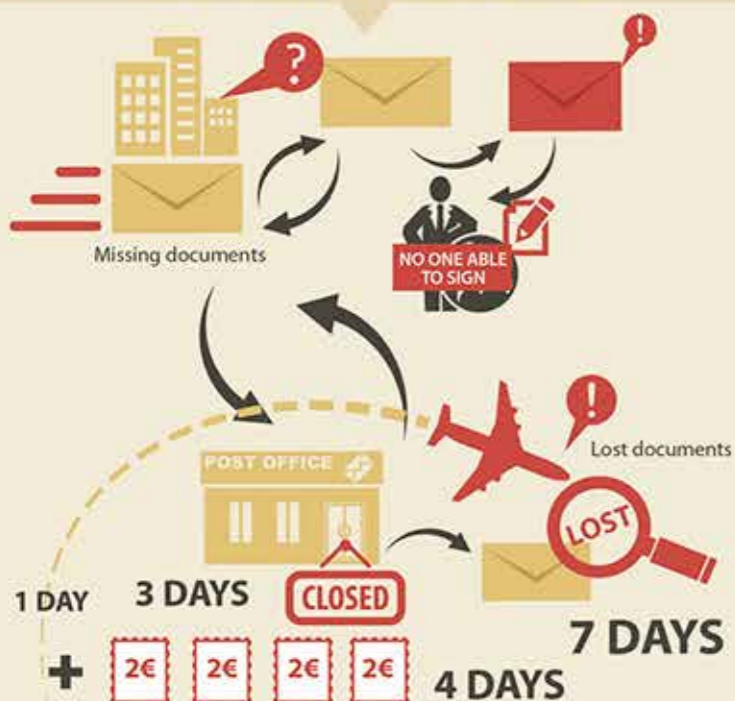 ?
!
Missing documents
NO ONE ABLE
TO SIGN
!
Lost documents
POST OFFICE
LOST
1 DAY
3 DAYS
CLOSED
7 DAYS
+
2€ 2€ 2€ 2€
4 DAYS